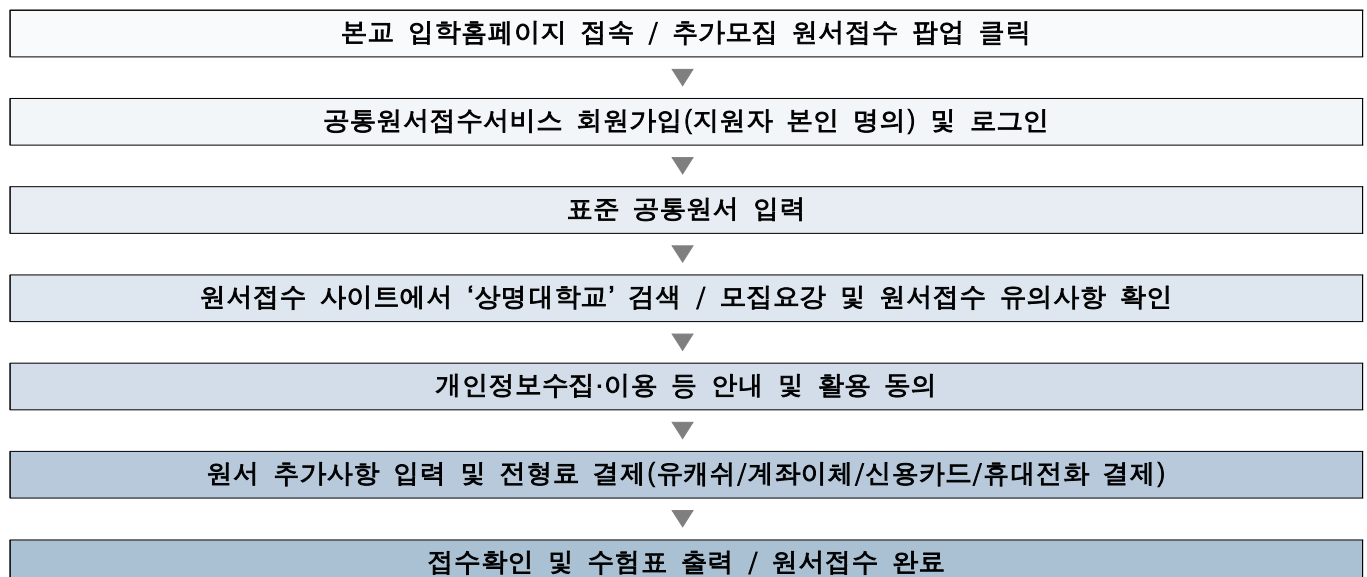 본교 입학홈페이지 접속 / 추가모집 원서접수 팝업 클릭
공통원서접수서비스 회원가입(지원자 본인 명의) 및 로그인
표준 공통원서 입력
원서접수 사이트에서 ‘상명대학교’ 검색 / 모집요강 및 원서접수 유의사항 확인
개인정보수집·이용 등 안내 및 활용 동의
원서 추가사항 입력 및 전형료 결제(유캐쉬/계좌이체/신용카드/휴대전화 결제)
접수확인 및 수험표 출력 / 원서접수 완료